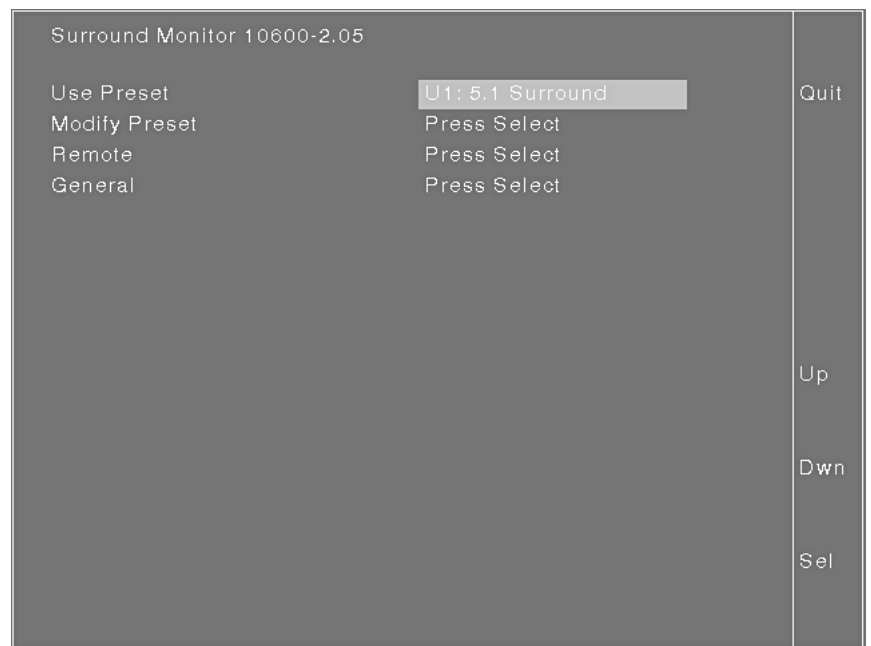 Surround Monitor 10600-2.05
Use Preset U1: 5.1 Surround
Modify Preset Press Select
Remote Press Select
General Press Select
Quit
Up
Dwn
Sel